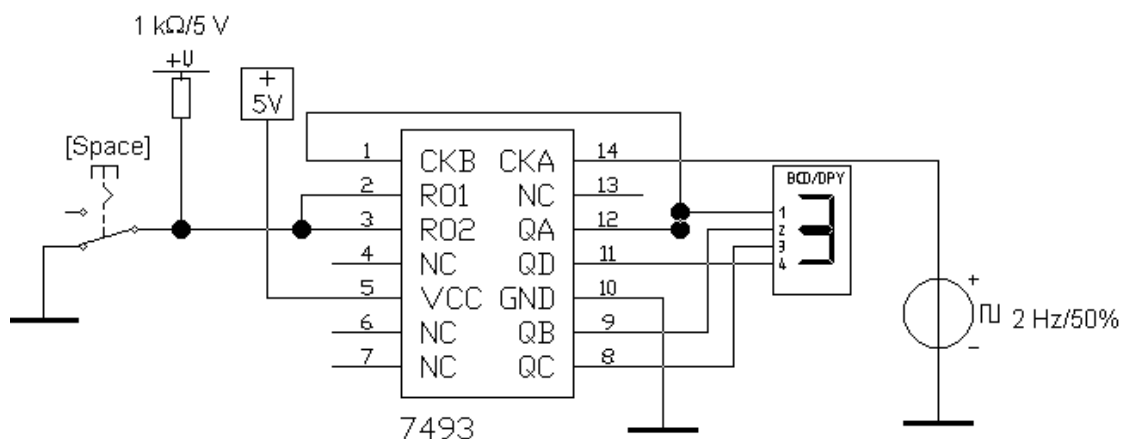 1 kΩ/5 V
+U
+
5V
[Space]
1 CKB CKA 14
2 RO1 NC 13
3 RO2 QA 12
4 NC QD 11
5 VCC GND 10
6 NC QB 9
7 NC QC 8
7493
BCD/DPY
1
2
3
4
3
+
2 Hz/50%
-